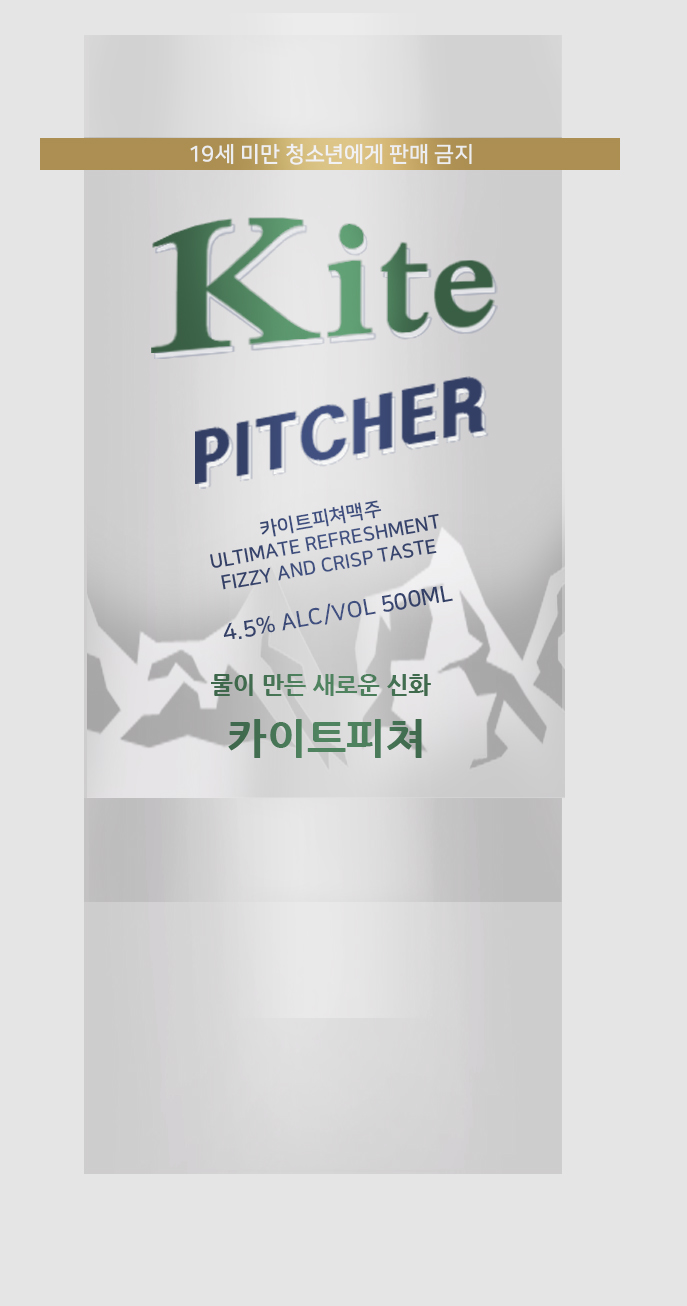 19세 미만 청소년에게 판매 금지
Kite
PITCHER
카이트피쳐맥주
ULTIMATE REFRESHMENT
FIZZY AND CRISP TASTE
4.5% ALC/VOL 500ML
물이 만든 새로운 신화
카이트피쳐